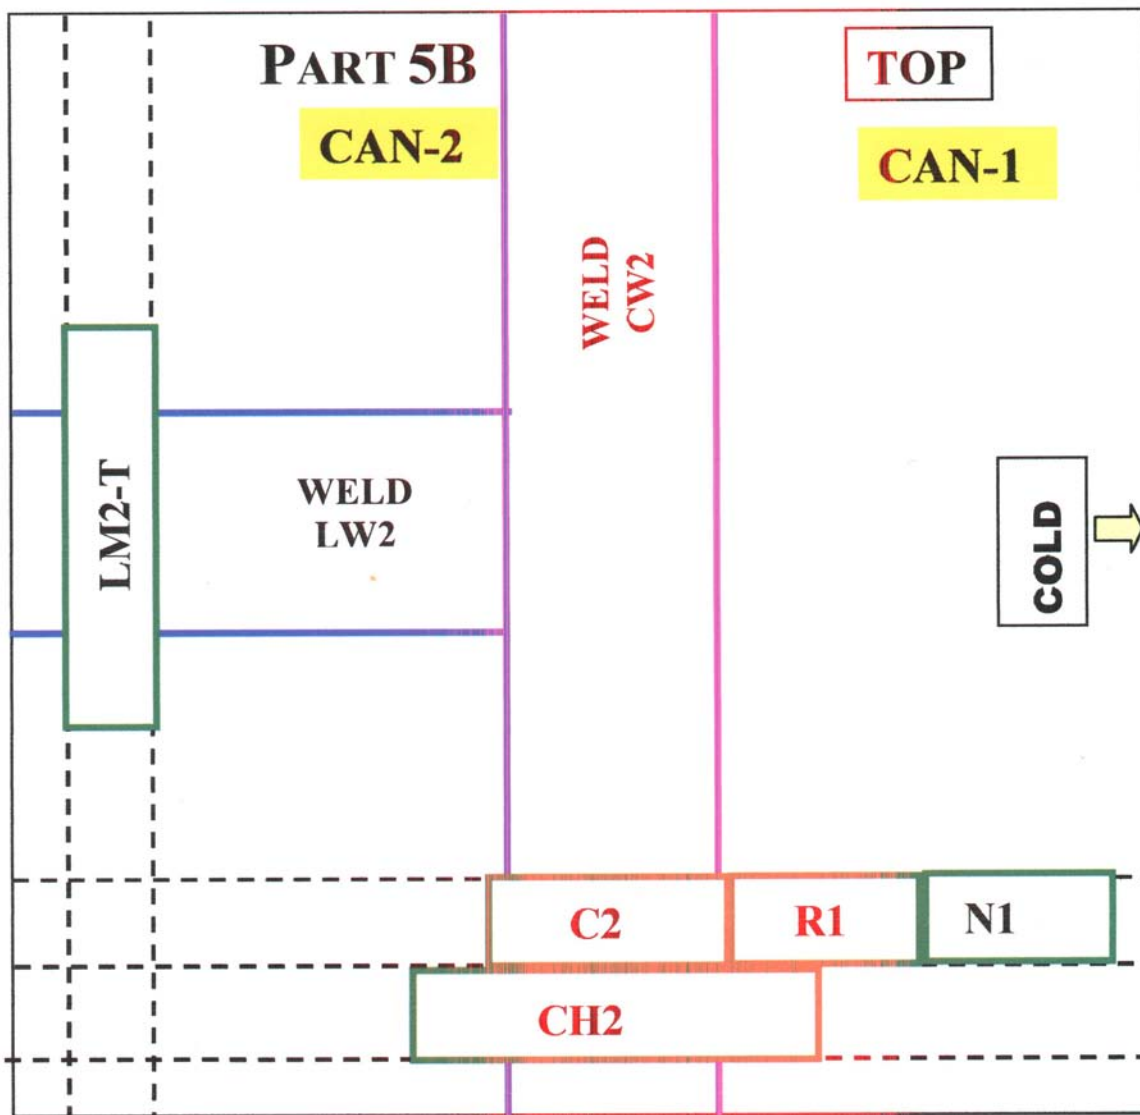 PART 5B
TOP
CAN-2
CAN-1
WELD
CW2
LM2-T
WELD
LW2
COLD
C2
R1
N1
CH2